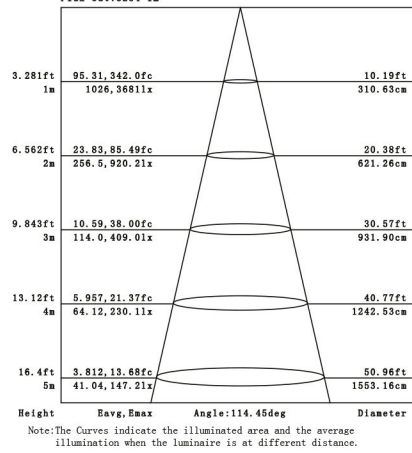 3.281ft 95.31,342.0fc 10.19ft
1m 1026,3681lx 310.63cm
6.562ft 23.83,85.49fc 20.38ft
2m 256.5,920.2lx 621.26cm
9.843ft 10.59,38.00fc 30.57ft
3m 114.0,409.0lx 931.90cm
13.12ft 5.957,21.37fc 40.77ft
4m 64.12,230.1lx 1242.53cm
16.4ft 3.812,13.68fc 50.96ft
5m 41.04,147.2lx 1553.16cm
Height Eavg,Emax Angle:114.45deg Diameter
Note:The Curves indicate the illuminated area and the average
illumination when the luminaire is at different distance.